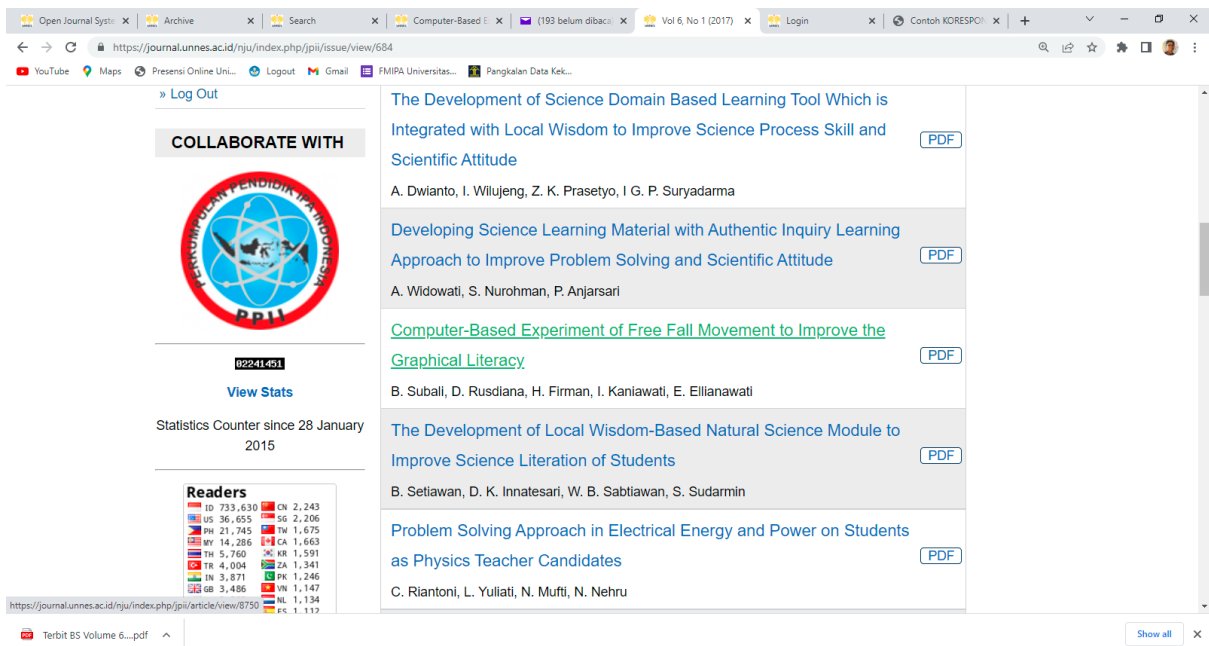 Open Journal Syste
Archive
Search
Computer-Based E
(193 belum dibaca)
Vol 6, No 1 (2017)
Login
Contoh KORESPON
https://journal.unnes.ac.id/nju/index.php/jpii/issue/view/684
YouTube
Maps
Presensi Online Uni...
Logout
Gmail
FMIPA Universitas...
Pangkalan Data Kek...
» Log Out
COLLABORATE WITH
PERKUMPULAN PENDIDIK IPA INDONESIA
PPII
02241451
View Stats
Statistics Counter since 28 January
2015
Readers
ID 733,630 CN 2,243
US 36,655 SG 2,206
PH 21,745 TW 1,675
MY 14,286 CA 1,663
TH 5,760 KR 1,591
TR 4,004 ZA 1,341
IN 3,871 PK 1,246
GB 3,486 VN 1,147
NL 1,134
ES 1,112
The Development of Science Domain Based Learning Tool Which is
Integrated with Local Wisdom to Improve Science Process Skill and
Scientific Attitude
PDF
A. Dwianto, I. Wilujeng, Z. K. Prasetyo, I G. P. Suryadarma
Developing Science Learning Material with Authentic Inquiry Learning
Approach to Improve Problem Solving and Scientific Attitude
PDF
A. Widowati, S. Nurohman, P. Anjarsari
Computer-Based Experiment of Free Fall Movement to Improve the
Graphical Literacy
PDF
B. Subali, D. Rusdiana, H. Firman, I. Kaniawati, E. Ellianawati
The Development of Local Wisdom-Based Natural Science Module to
Improve Science Literation of Students
PDF
B. Setiawan, D. K. Innatesari, W. B. Sabtiawan, S. Sudarmin
Problem Solving Approach in Electrical Energy and Power on Students
as Physics Teacher Candidates
PDF
C. Riantoni, L. Yuliati, N. Mufti, N. Nehru
https://journal.unnes.ac.id/nju/index.php/jpii/article/view/8750
Terbit BS Volume 6....pdf
Show all